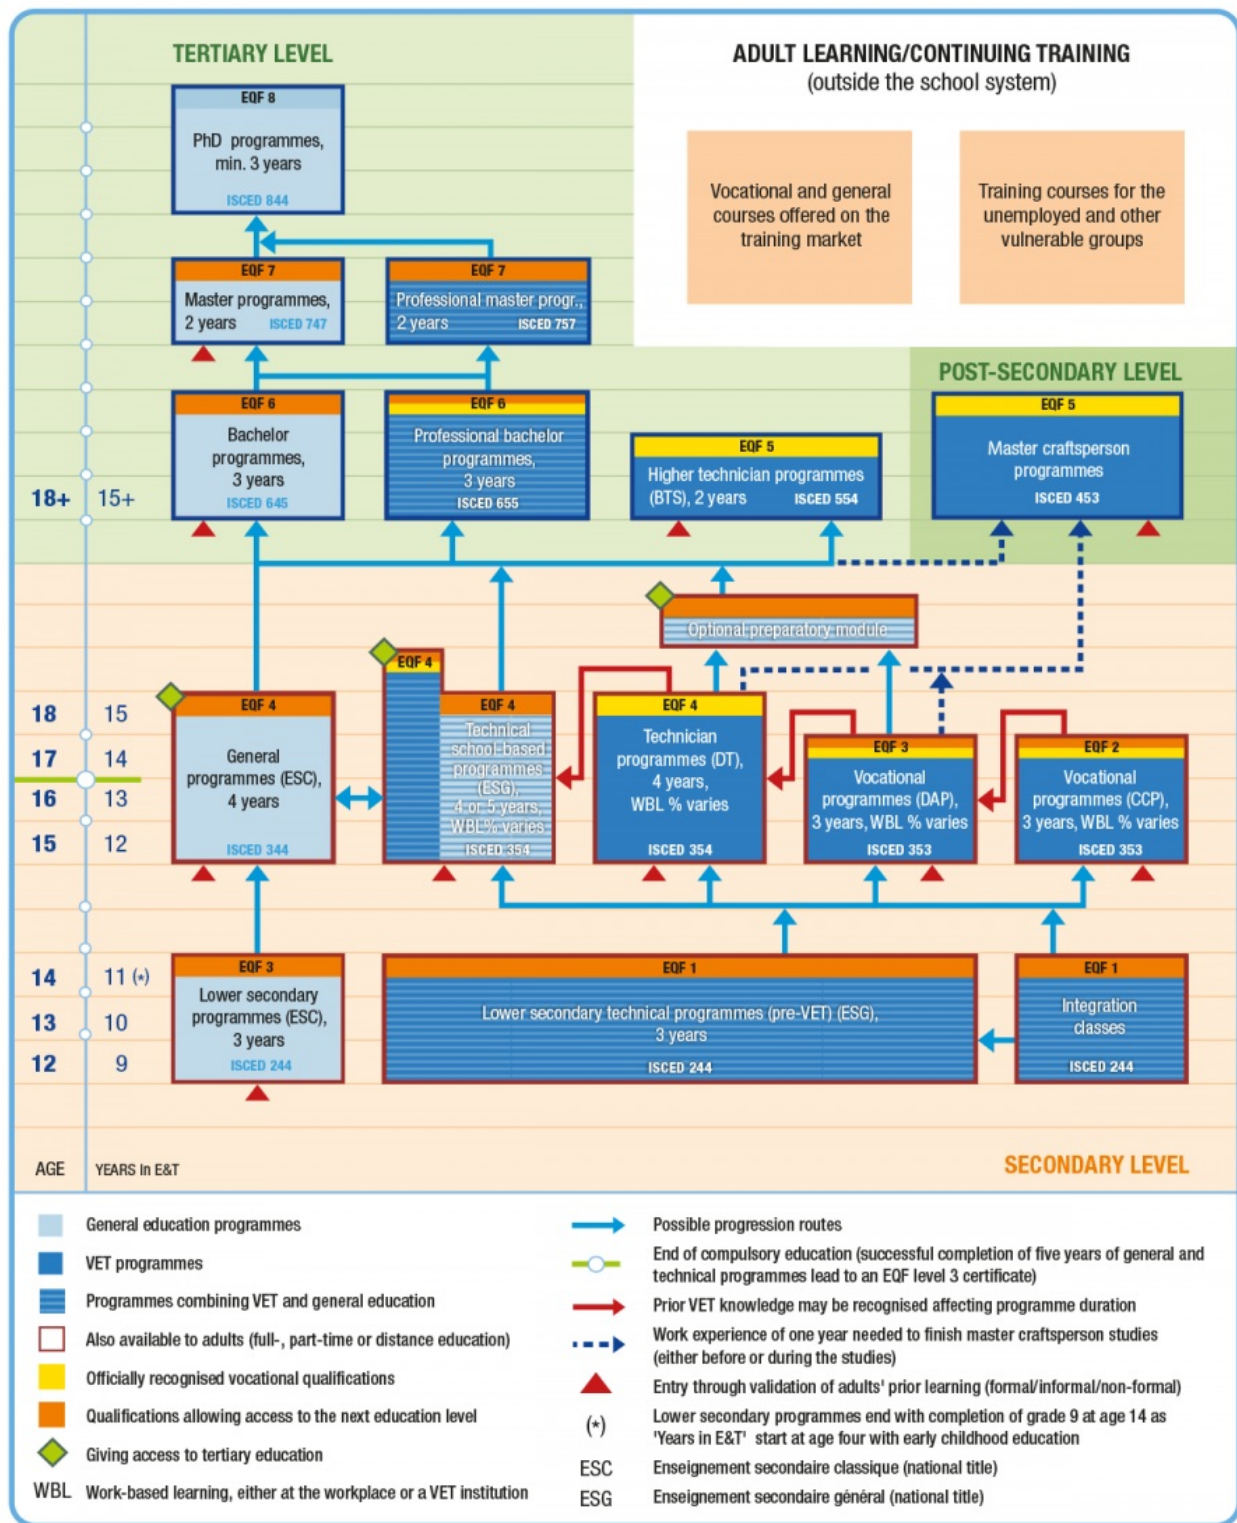 TERTIARY LEVEL
ADULT LEARNING/CONTINUING TRAINING
(outside the school system)
EQF 8
PhD programmes,
min. 3 years
ISCED 844
Vocational and general
courses offered on the
training market
Training courses for the
unemployed and other
vulnerable groups
EQF 7
Master programmes,
2 years ISCED 747
EQF 7
Professional master progr.,
2 years ISCED 757
POST-SECONDARY LEVEL
EQF 6
Bachelor
programmes,
3 years
ISCED 645
EQF 6
Professional bachelor
programmes,
3 years
ISCED 655
EQF 5
Higher technician programmes
(BTS), 2 years ISCED 554
EQF 5
Master craftsperson
programmes
ISCED 453
18+ 15+
Optional preparatory module
EQF 4
General
programmes (ESC),
4 years
ISCED 344
EQF 4
EQF 4
Technical
school-based
programmes
(ESG)
4 or 5 years,
WBL% varies
ISCED 354
EQF 4
Technician
programmes (DT),
4 years,
WBL % varies
ISCED 354
EQF 3
Vocational
programmes (DAP),
3 years, WBL % varies
ISCED 353
EQF 2
Vocational
programmes (CCP),
3 years, WBL % varies
ISCED 353
18 15
17 14
16 13
15 12
EQF 3
Lower secondary
programmes (ESC),
3 years
ISCED 244
EQF 1
Lower secondary technical programmes (pre-VET) (ESG),
3 years
ISCED 244
EQF 1
Integration
classes
ISCED 244
14 11 (*)
13 10
12 9
AGE YEARS in E&T
SECONDARY LEVEL
General education programmes
VET programmes
Programmes combining VET and general education
Also available to adults (full-, part-time or distance education)
Officially recognised vocational qualifications
Qualifications allowing access to the next education level
Giving access to tertiary education
WBL Work-based learning, either at the workplace or a VET institution
Possible progression routes
End of compulsory education (successful completion of five years of general and
technical programmes lead to an EQF level 3 certificate)
Prior VET knowledge may be recognised affecting programme duration
Work experience of one year needed to finish master craftsperson studies
(either before or during the studies)
Entry through validation of adults' prior learning (formal/informal/non-formal)
(*) Lower secondary programmes end with completion of grade 9 at age 14 as
'Years in E&T' start at age four with early childhood education
ESC Enseignement secondaire classique (national title)
ESG Enseignement secondaire général (national title)